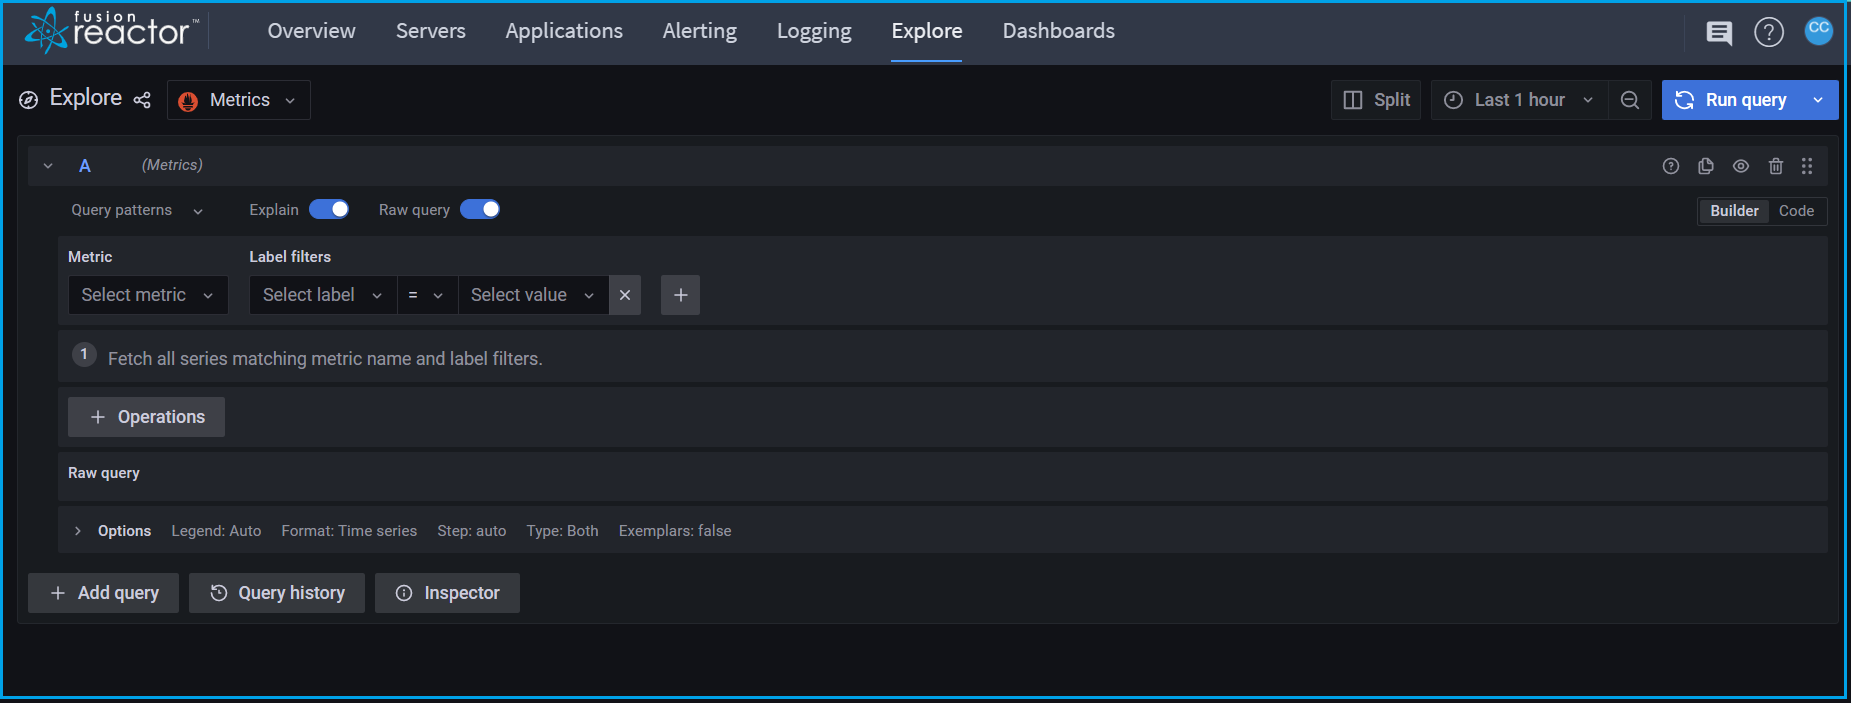 fusion
reactor™
Overview Servers Applications Alerting Logging Explore Dashboards
? CC
Explore Metrics Split Last 1 hour Run query
A (Metrics)
Query patterns Explain Raw query Builder Code
Metric Label filters
Select metric Select label = Select value × +
1 Fetch all series matching metric name and label filters.
+ Operations
Raw query
Options Legend: Auto Format: Time series Step: auto Type: Both Exemplars: false
+ Add query Query history Inspector